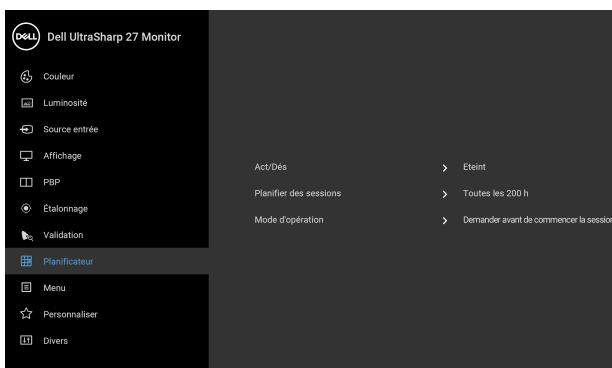 DELL Dell UltraSharp 27 Monitor
Couleur
Luminosité
Source entrée
Affichage
PBP
Étalonnage
Validation
Planificateur
Menu
Personnaliser
Divers
Act/Dés Eteint
Planifier des sessions Toutes les 200 h
Mode d'opération Demander avant de commencer la session